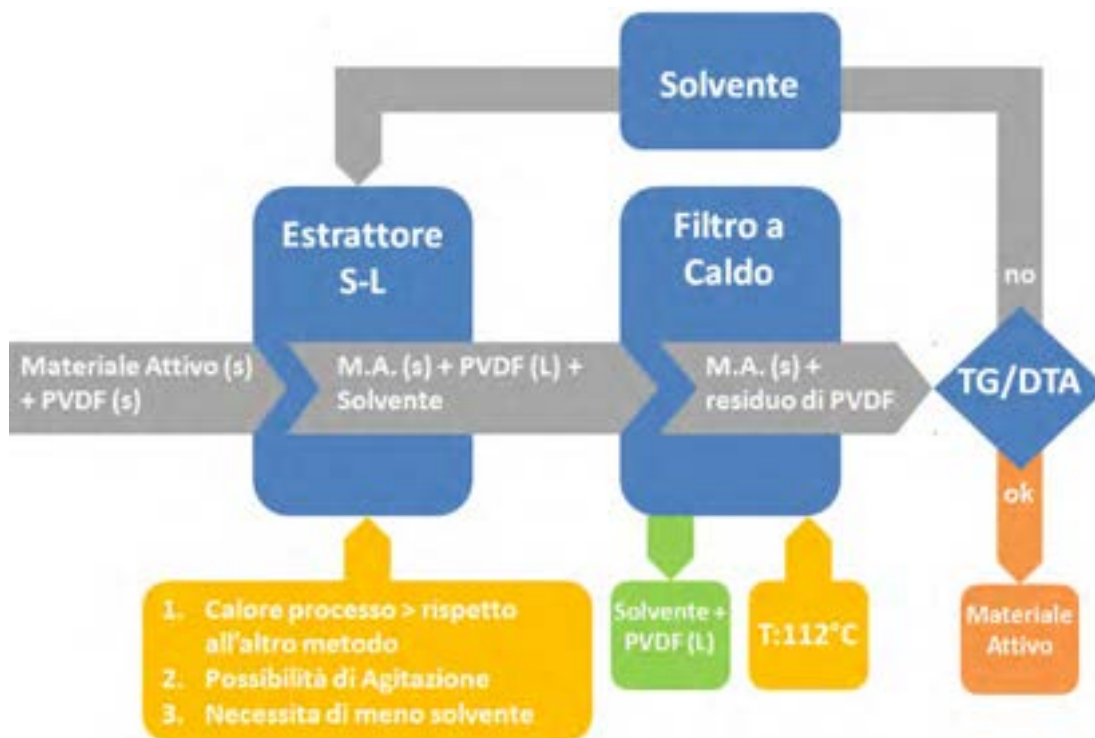 Solvente
Estrattore
S-L
Filtro a
Caldo
no
Materiale Attivo (s)
+ PVDF (s)
M.A. (s) + PVDF (L) +
Solvente
M.A. (s) +
residuo di PVDF
TG/DTA
ok
1. Calore processo > rispetto
all'altro metodo
2. Possibilità di Agitazione
3. Necessita di meno solvente
Solvente +
PVDF (L)
T:112°C
Materiale
Attivo